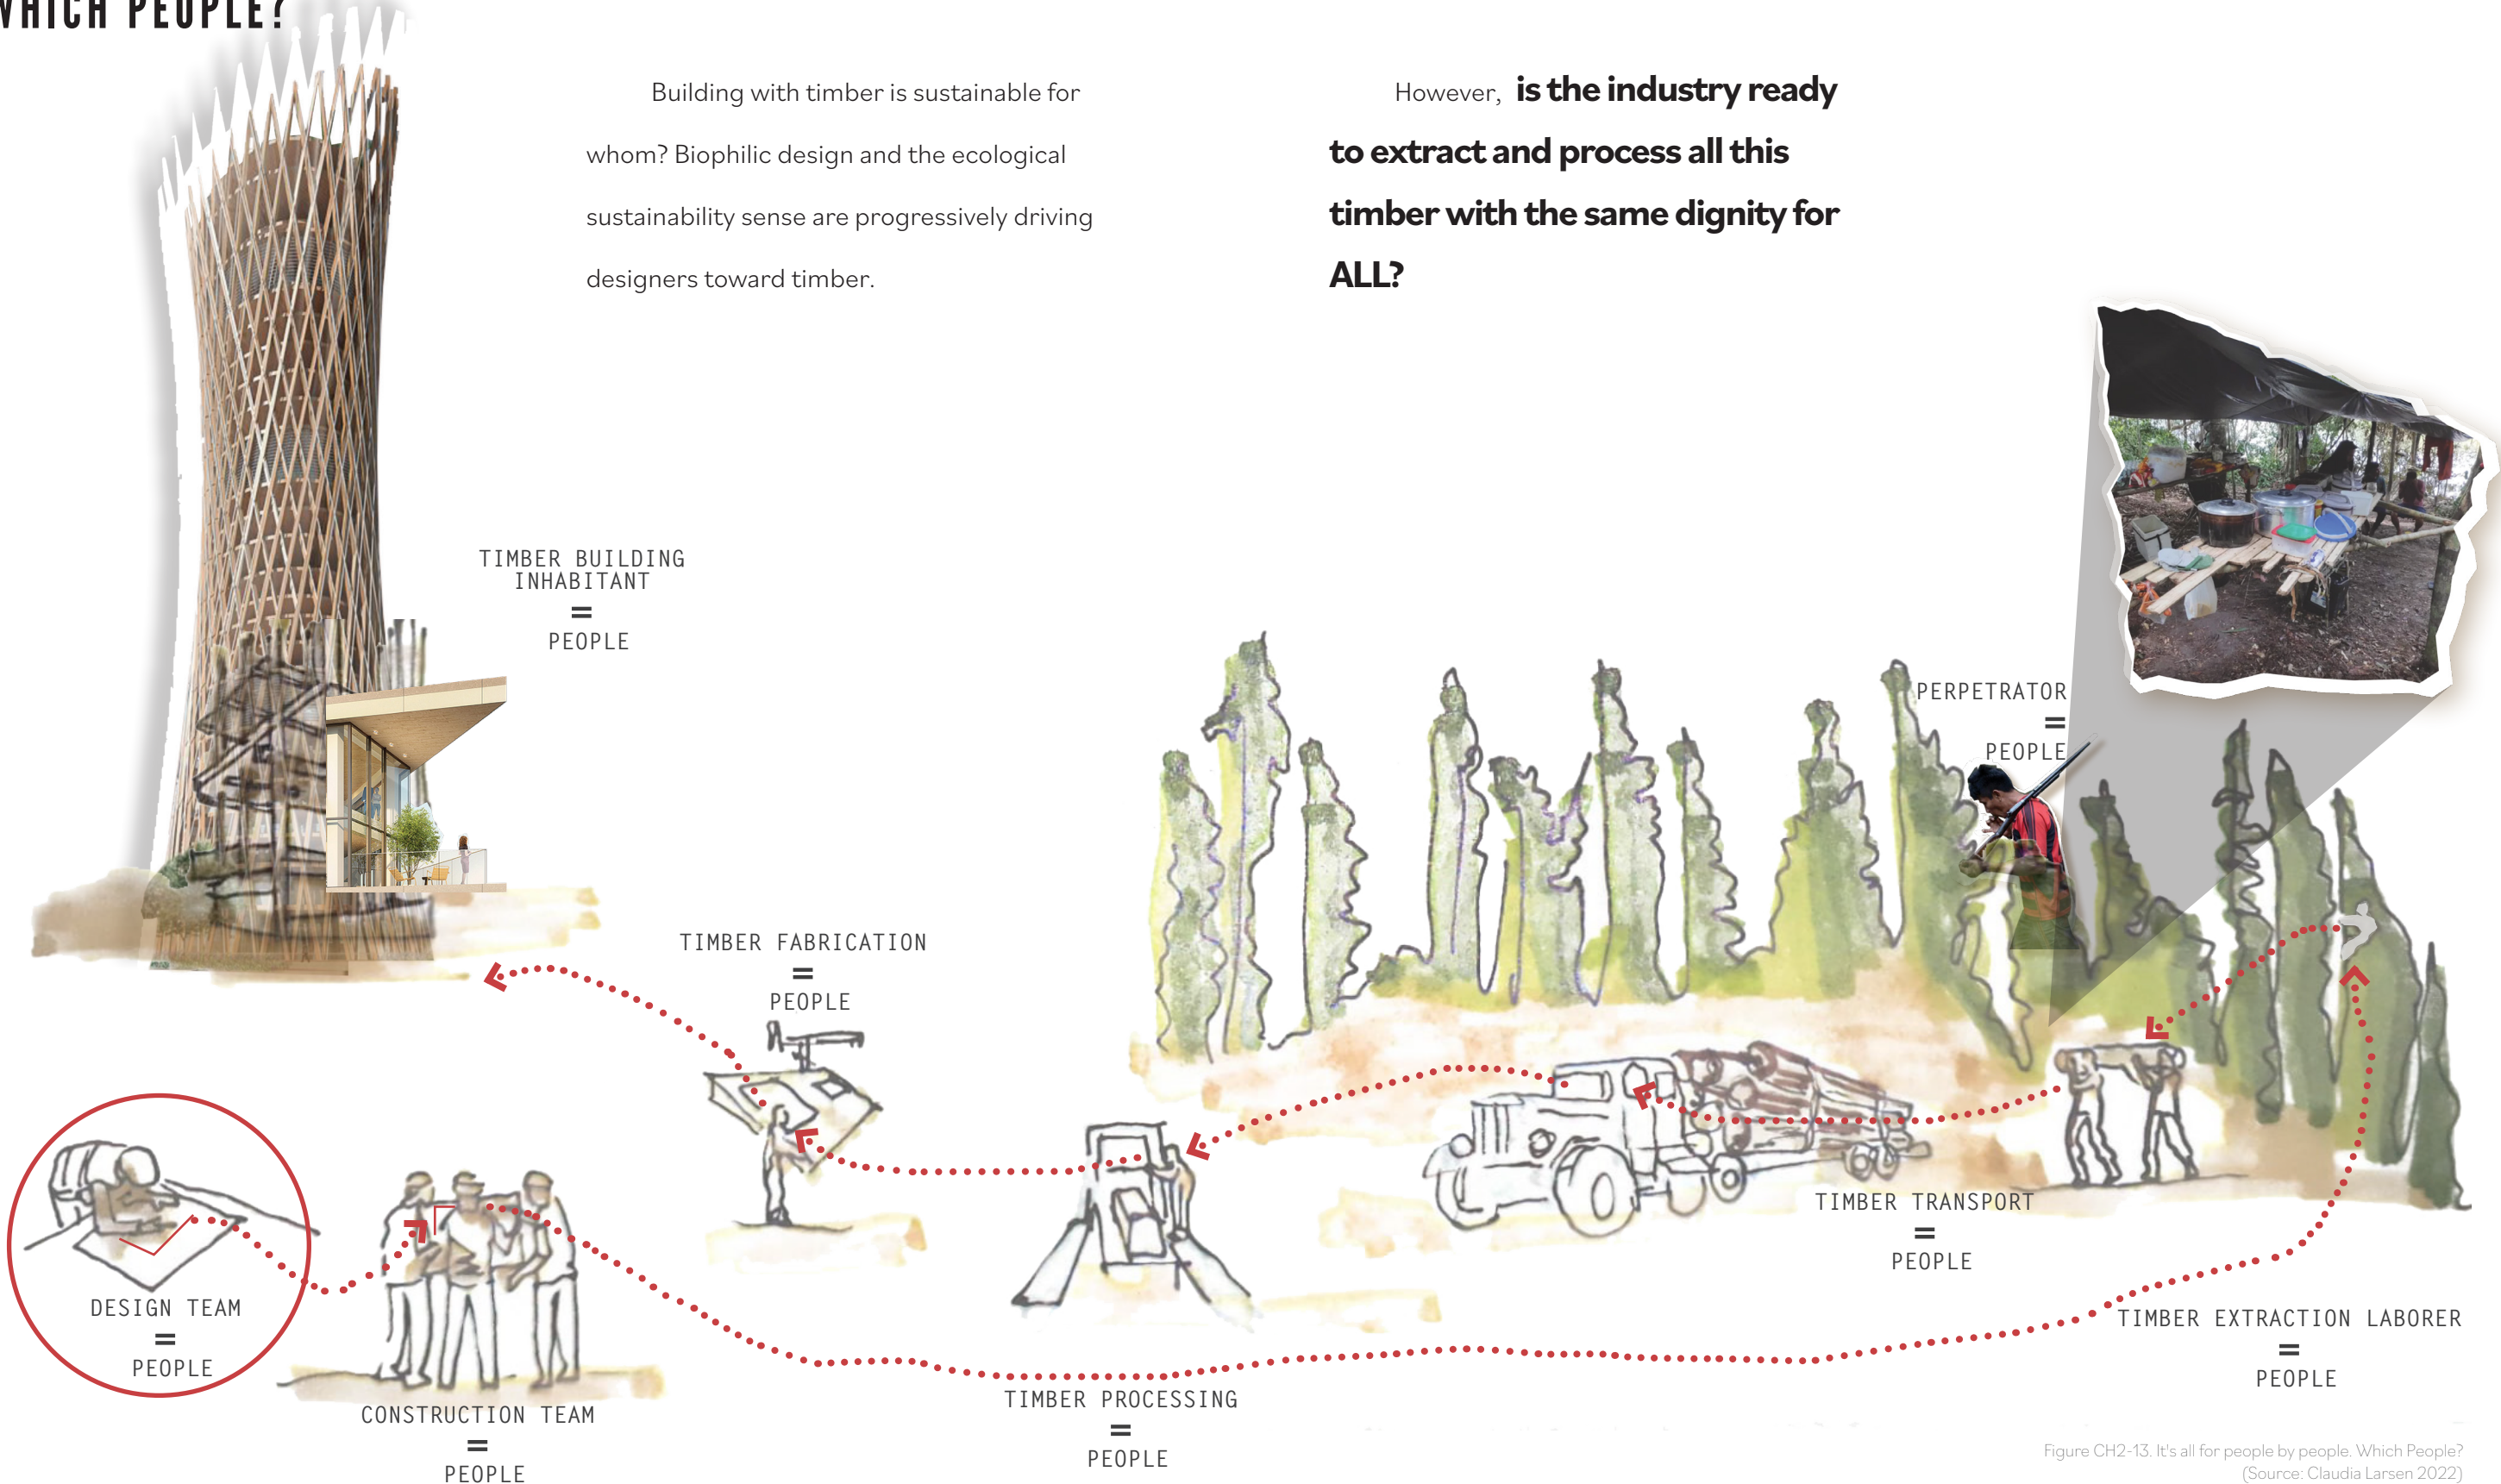 WHICH PEOPLE?
Building with timber is sustainable for
whom? Biophilic design and the ecological
sustainability sense are progressively driving
designers toward timber.
However, is the industry ready
to extract and process all this
timber with the same dignity for
ALL?
TIMBER BUILDING
INHABITANT
=
PEOPLE
PERPETRATOR
=
PEOPLE
TIMBER FABRICATION
=
PEOPLE
TIMBER TRANSPORT
=
PEOPLE
DESIGN TEAM
=
PEOPLE
TIMBER EXTRACTION LABORER
=
PEOPLE
CONSTRUCTION TEAM
=
PEOPLE
TIMBER PROCESSING
=
PEOPLE
Figure CH2-13. It's all for people by people. Which People?
(Source: Claudia Larsen 2022)